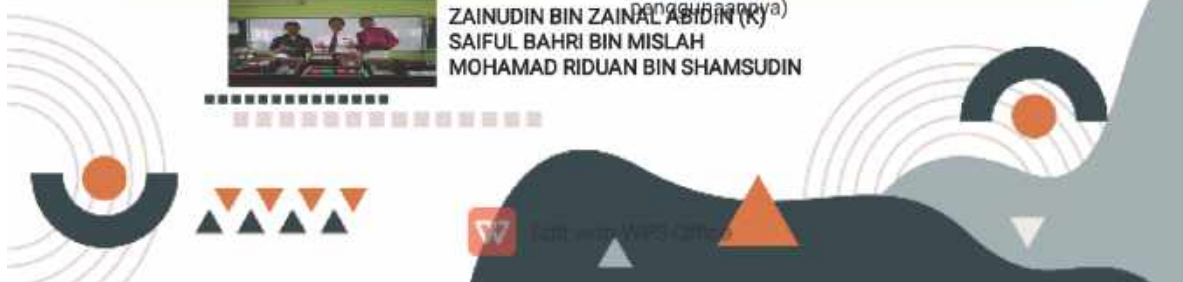 penggunaannya)
ZAINUDIN BIN ZAINAL ABIDIN (K)
SAIFUL BAHRI BIN MISLAH
MOHAMAD RIDUAN BIN SHAMSUDIN
Edit with WPS Office